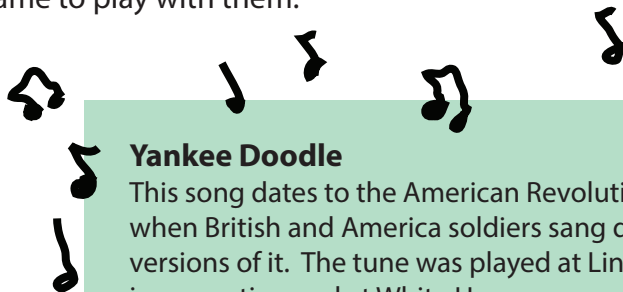 ame to play with them.
Yankee Doodle
This song dates to the American Revoluti
when British and America soldiers sang
versions of it. The tune was played at Lin